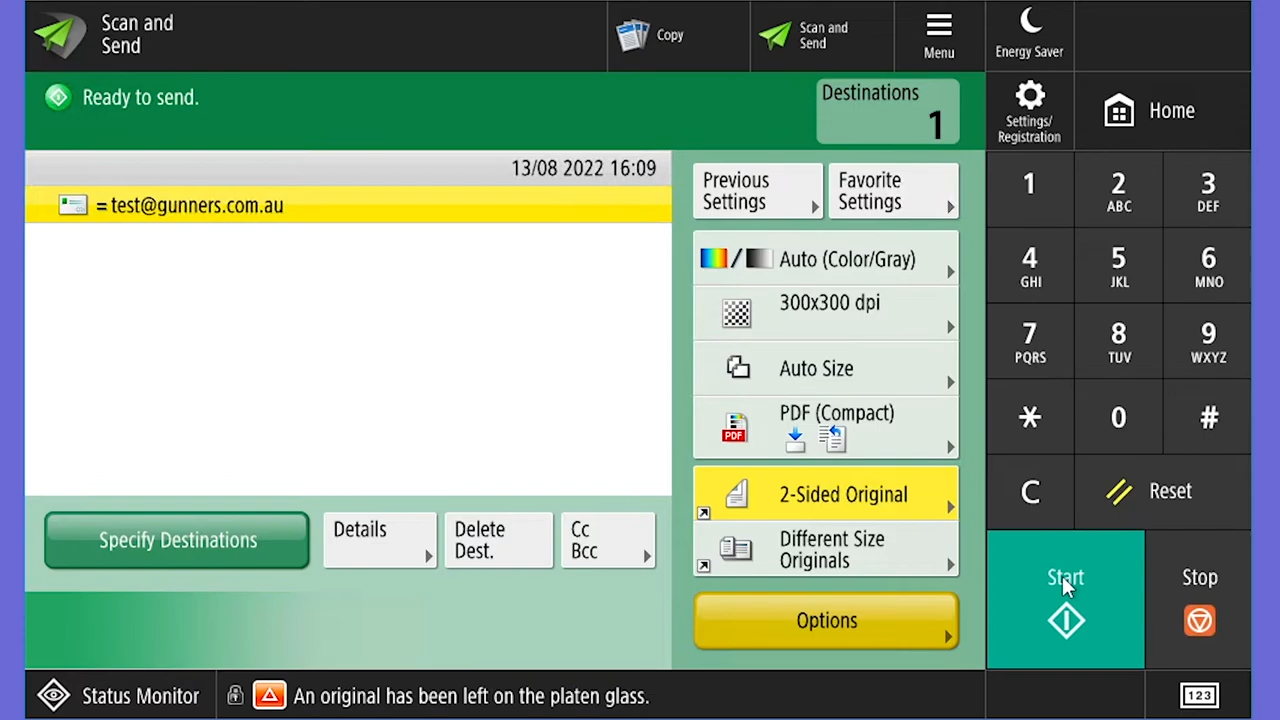 Scan and
Send
Copy
Scan and
Send
Menu
Energy Saver
Ready to send.
Destinations
1
Settings/
Registration
Home
13/08 2022 16:09
= test@gunners.com.au
Previous
Settings
Favorite
Settings
Auto (Color/Gray)
300x300 dpi
Auto Size
PDF (Compact)
PDF
2-Sided Original
Different Size
Originals
Options
Specify Destinations
Details
Delete
Dest.
Cc
Bcc
1
2
ABC
3
DEF
4
GHI
5
JKL
6
MNO
7
PQRS
8
TUV
9
WXYZ
*
0
#
C
Reset
Start
Stop
Status Monitor
An original has been left on the platen glass.
123